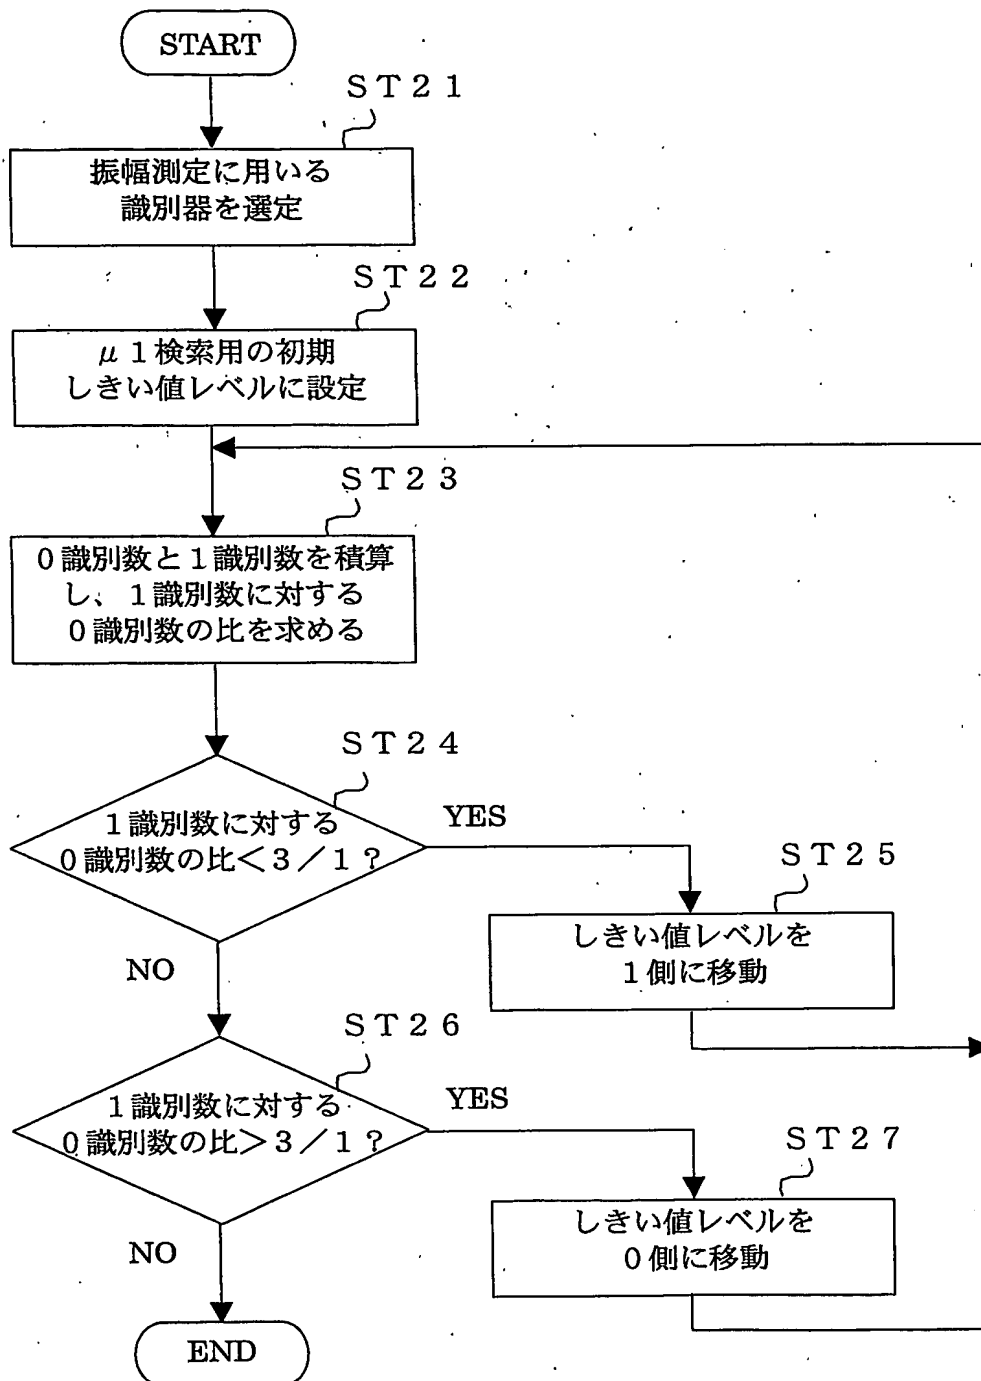 START
ST21
振幅測定に用いる
識別器を選定
ST22
μ1検索用の初期
しきい値レベルに設定
ST23
0識別数と1識別数を積算
し、1識別数に対する
0識別数の比を求める
ST24
1識別数に対する
0識別数の比<3/1?
YES
ST25
しきい値レベルを
1側に移動
NO
ST26
1識別数に対する
0識別数の比>3/1?
YES
ST27
しきい値レベルを
0側に移動
NO
END